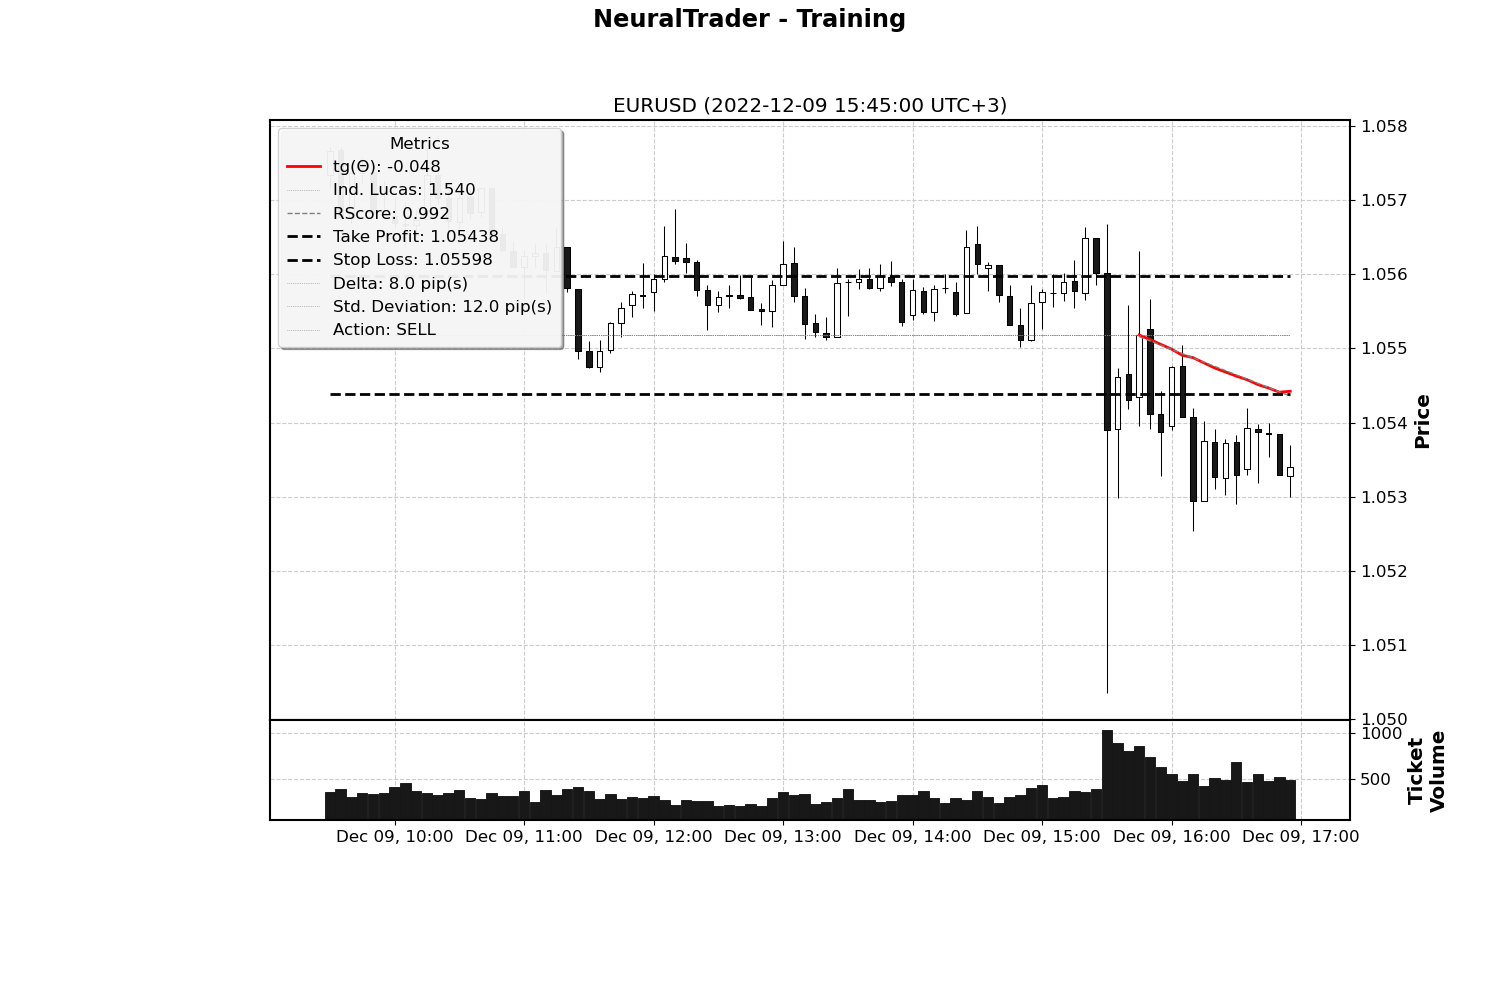 NeuralTrader - Training
EURUSD (2022-12-09 15:45:00 UTC+3)
Metrics
tg(Θ): -0.048
Ind. Lucas: 1.540
RScore: 0.992
Take Profit: 1.05438
Stop Loss: 1.05598
Delta: 8.0 pip(s)
Std. Deviation: 12.0 pip(s)
Action: SELL
1.058
1.057
1.056
1.055
1.054
1.053
1.052
1.051
1.050
Price
1000
500
Ticket
Volume
Dec 09, 10:00 Dec 09, 11:00 Dec 09, 12:00 Dec 09, 13:00 Dec 09, 14:00 Dec 09, 15:00 Dec 09, 16:00 Dec 09, 17:00